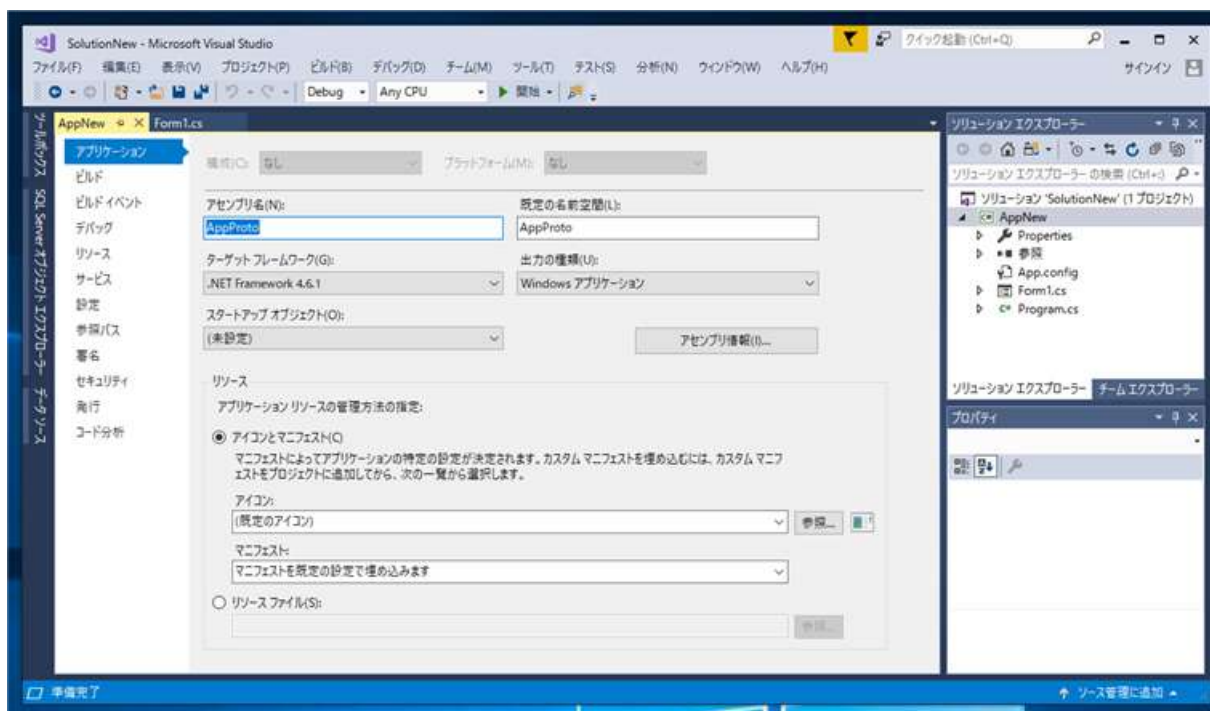 SolutionNew - Microsoft Visual Studio
クイック起動 (Ctrl+Q)
ファイル(F) 編集(E) 表示(V) プロジェクト(P) ビルド(B) デバッグ(D) チーム(M) ツール(T) テスト(S) 分析(N) ウィンドウ(W) ヘルプ(H)
サインイン
Debug Any CPU 開始
ツールボックス
SQL Server オブジェクト エクスプローラー
データ ソース
AppNew Form1.cs
アプリケーション
ビルド
ビルド イベント
デバッグ
リソース
サービス
設定
参照パス
署名
セキュリティ
発行
コード分析
構成(C): なし プラットフォーム(M): なし
アセンブリ名(N): 既定の名前空間(L):
AppProto AppProto
ターゲット フレームワーク(G): 出力の種類(U):
.NET Framework 4.6.1 Windows アプリケーション
スタートアップ オブジェクト(O):
(未設定) アセンブリ情報(I)...
リソース
アプリケーション リソースの管理方法の指定:
アイコンとマニフェスト(C)
マニフェストによってアプリケーションの特定の設定が決定されます。カスタム マニフェストを埋め込むには、カスタム マニフ
ェストをプロジェクトに追加してから、次の一覧から選択します。
アイコン:
(既定のアイコン) 参照...
マニフェスト:
マニフェストを既定の設定で埋め込みます
リソース ファイル(S):
参照...
ソリューション エクスプローラー
ソリューション エクスプローラー の検索 (Ctrl+;)
ソリューション 'SolutionNew' (1 プロジェクト)
AppNew
Properties
参照
App.config
Form1.cs
Program.cs
ソリューション エクスプローラー チーム エクスプローラー
プロパティ
準備完了
ソース管理に追加